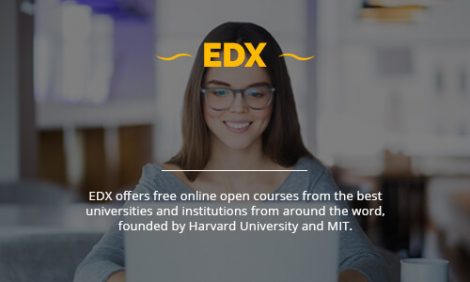 EDX
EDX offers free online open courses from the best
universities and institutions from around the word,
founded by Harvard University and MIT.